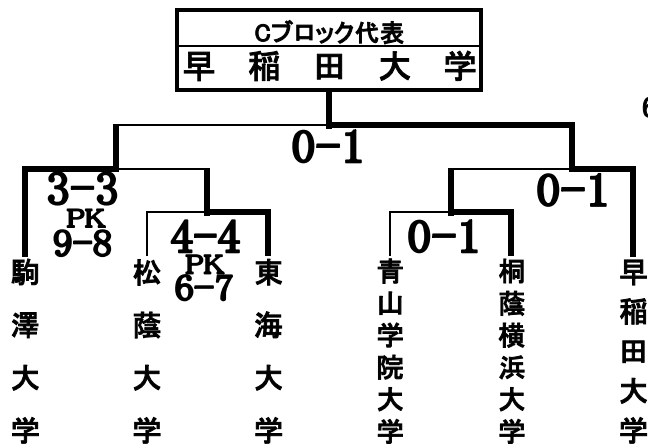 Cブロック代表
早稲田大学
6
0-1
3-3
PK
9-8
0-1
4-4
PK
6-7
0-1
駒澤大学
松蔭大学
東海大学
青山学院大学
桐蔭横浜大学
早稲田大学